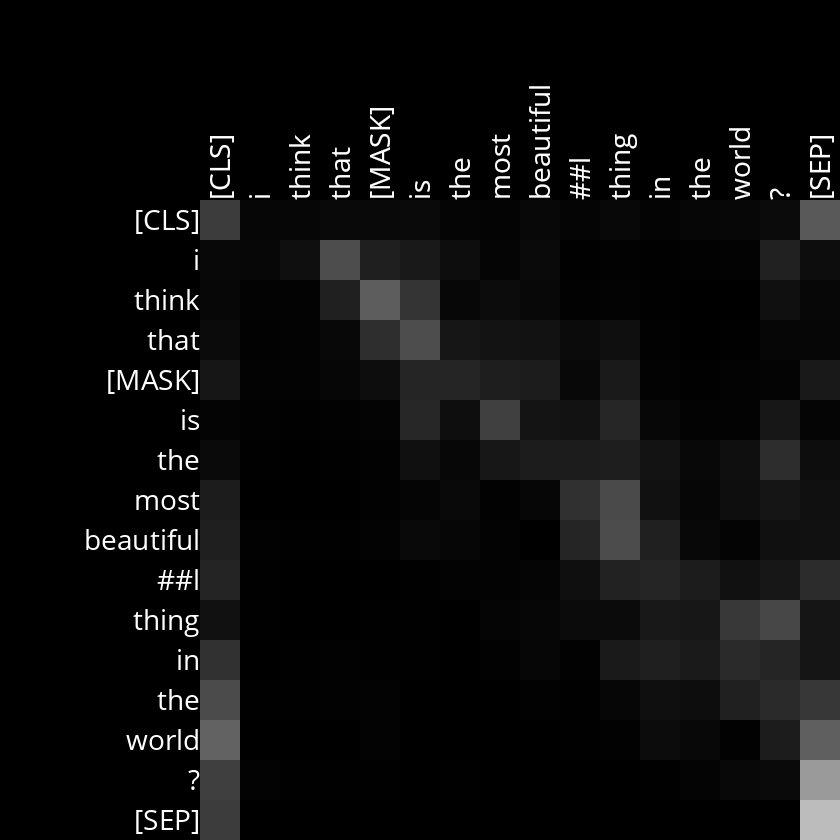 [CLS] i think that [MASK] is the most beautiful ##l thing in the world ? [SEP]
[CLS]
i
think
that
[MASK]
is
the
most
beautiful
##l
thing
in
the
world
?
[SEP]